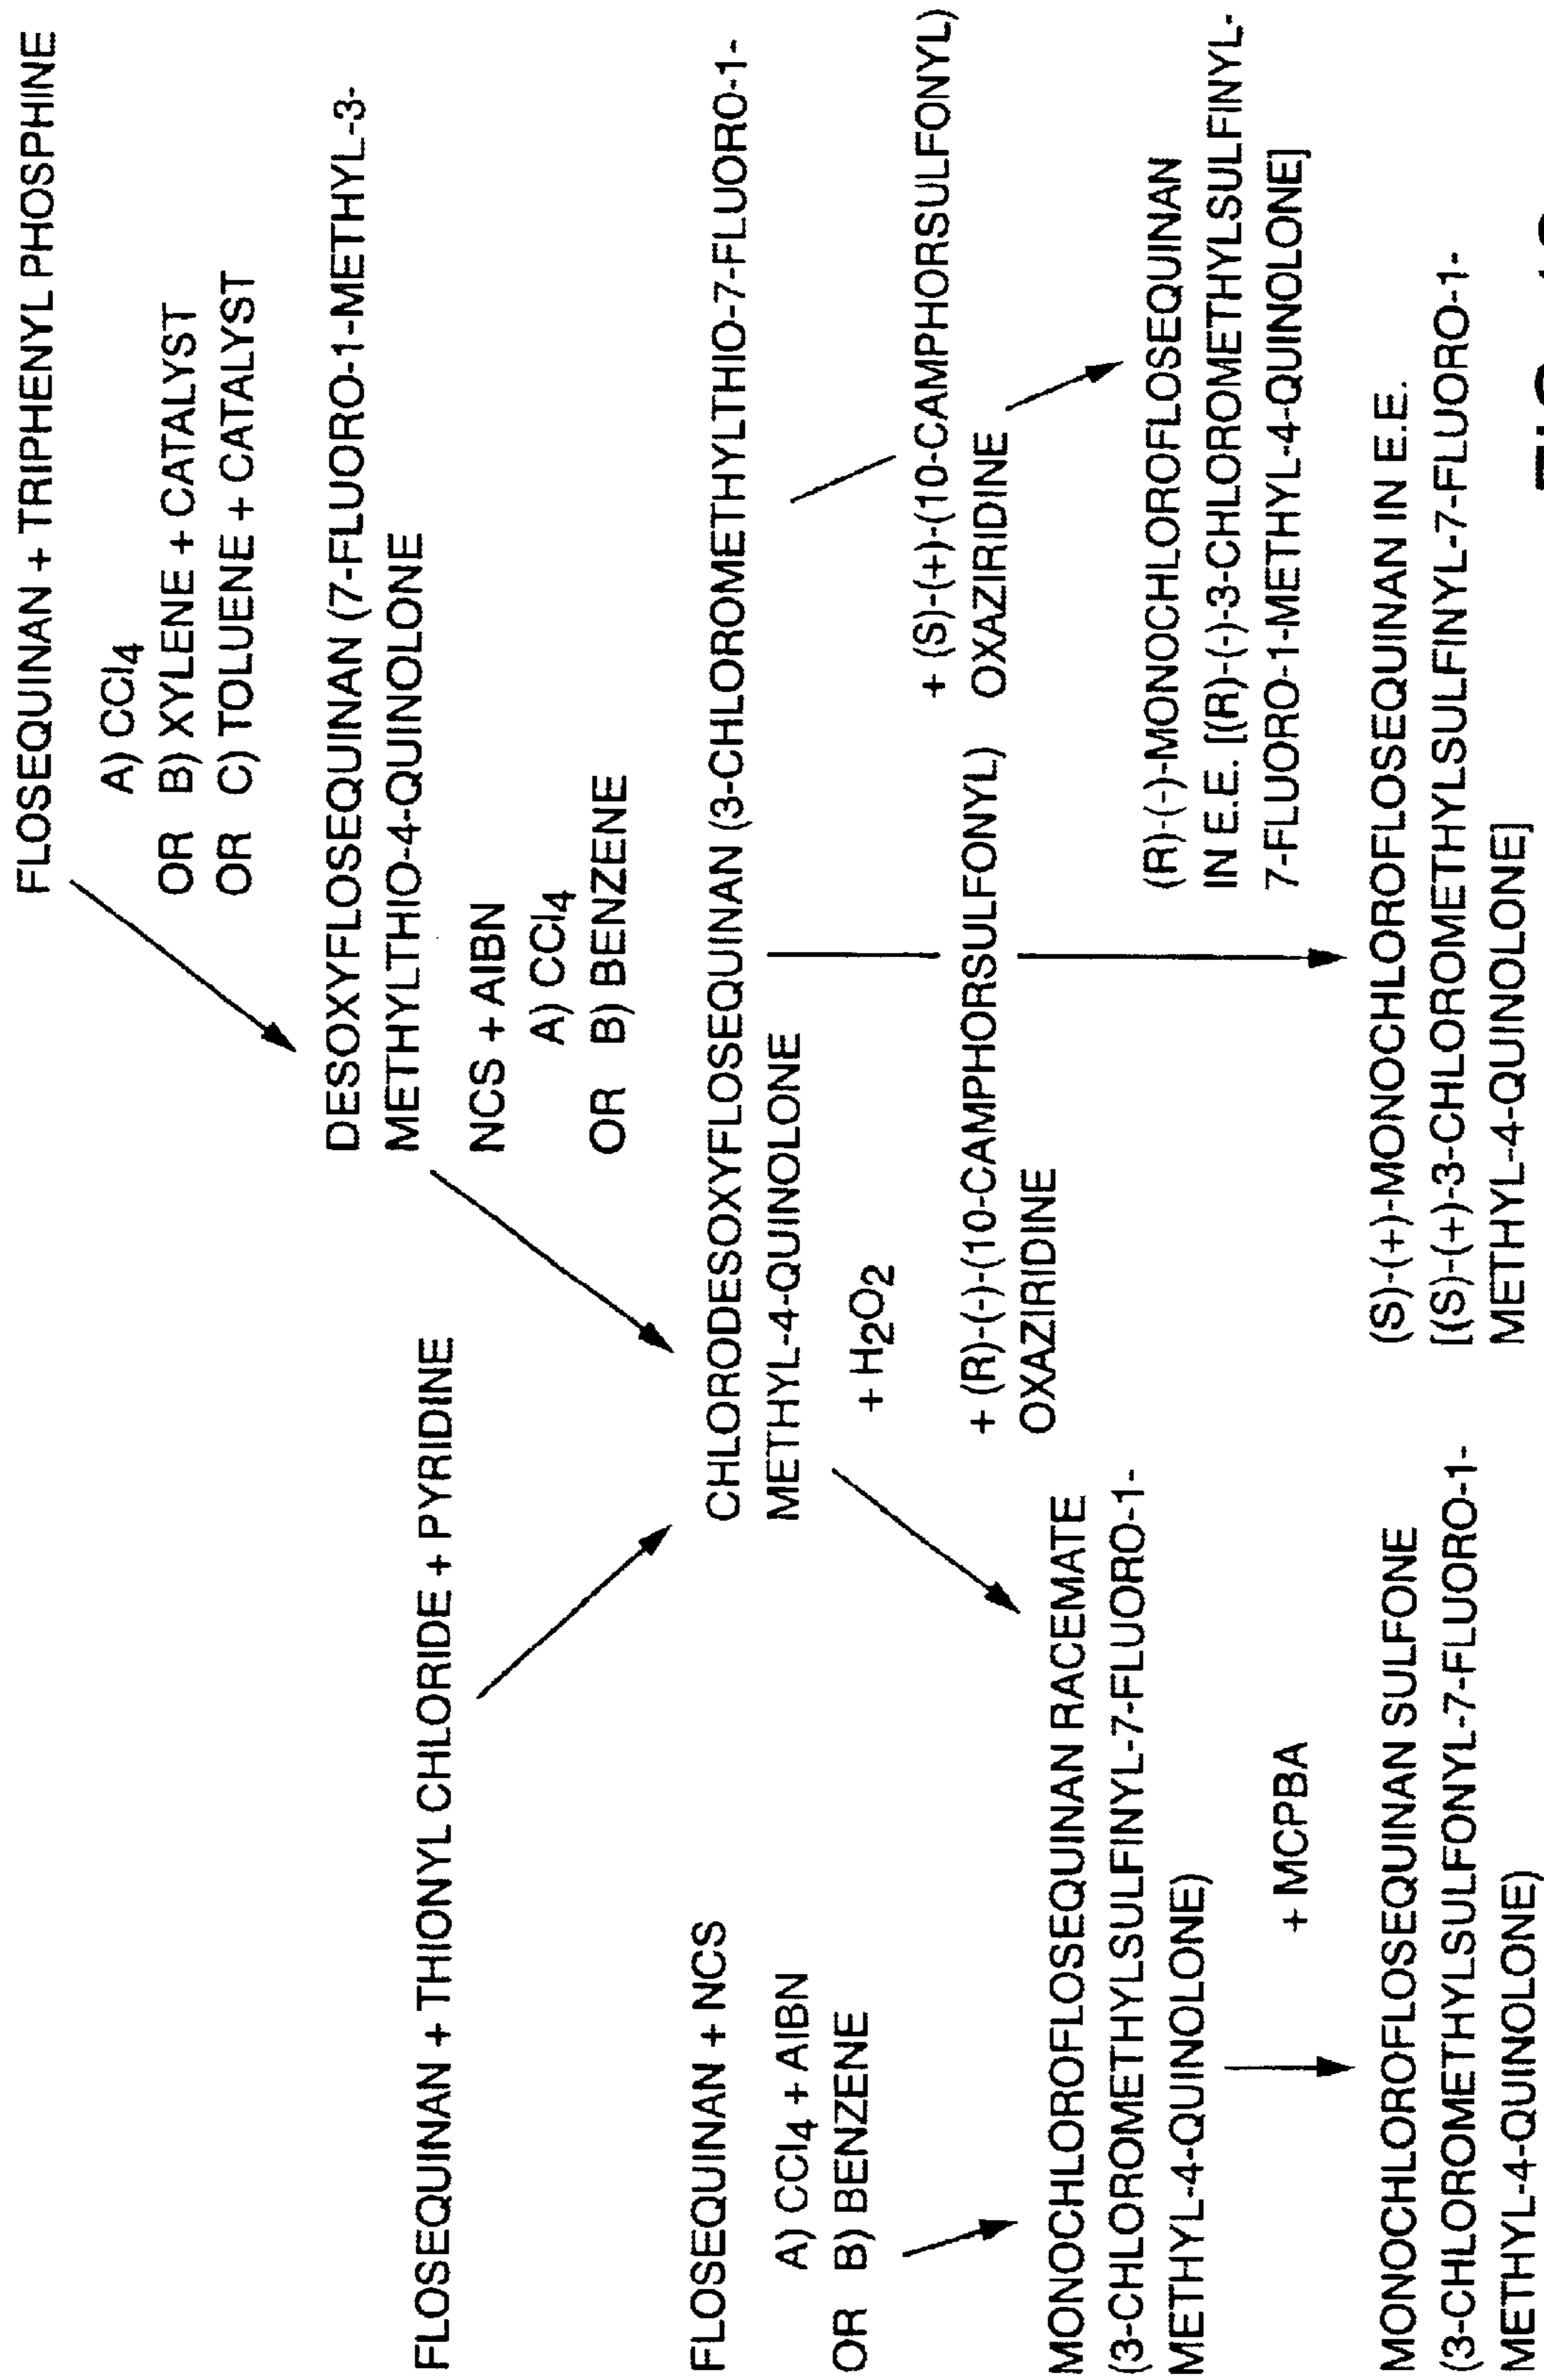 FLOSEQUINAN + TRIPHENYL PHOSPHINE
A) CCl4
OR B) XYLENE + CATALYST
OR C) TOLUENE + CATALYST
DESOXYFLOSEQUINAN (7-FLUORO-1-METHYL-3-
METHYLTHIO-4-QUINOLONE
FLOSEQUINAN + THIONYL CHLORIDE + PYRIDINE
NCS + AIBN
A) CCl4
OR B) BENZENE
CHLORODESOXYFLOSEQUINAN (3-CHLOROMETHYLTHIO-7-FLUORO-1-
METHYL-4-QUINOLONE
FLOSEQUINAN + NCS
A) CCl4 + AIBN
OR B) BENZENE
+ H2O2
+ (R)-(-)-(10-CAMPHORSULFONYL)
OXAZIRIDINE
+ (S)-(+)-(10-CAMPHORSULFONYL)
OXAZIRIDINE
MONOCHLOROFLOSEQUINAN RACEMATE
(3-CHLOROMETHYLSULFINYL-7-FLUORO-1-
METHYL-4-QUINOLONE)
(R)-(-)-MONOCHLOROFLOSEQUINAN
IN E.E. [(R)-(-)-3-CHLOROMETHYLSULFINYL-
7-FLUORO-1-METHYL-4-QUINOLONE]
+ MCPBA
MONOCHLOROFLOSEQUINAN SULFONE
(3-CHLOROMETHYLSULFONYL-7-FLUORO-1-
METHYL-4-QUINOLONE)
(S)-(+)-MONOCHLOROFLOSEQUINAN IN E.E.
[(S)-(+)-3-CHLOROMETHYLSULFINYL-7-FLUORO-1-
METHYL-4-QUINOLONE]